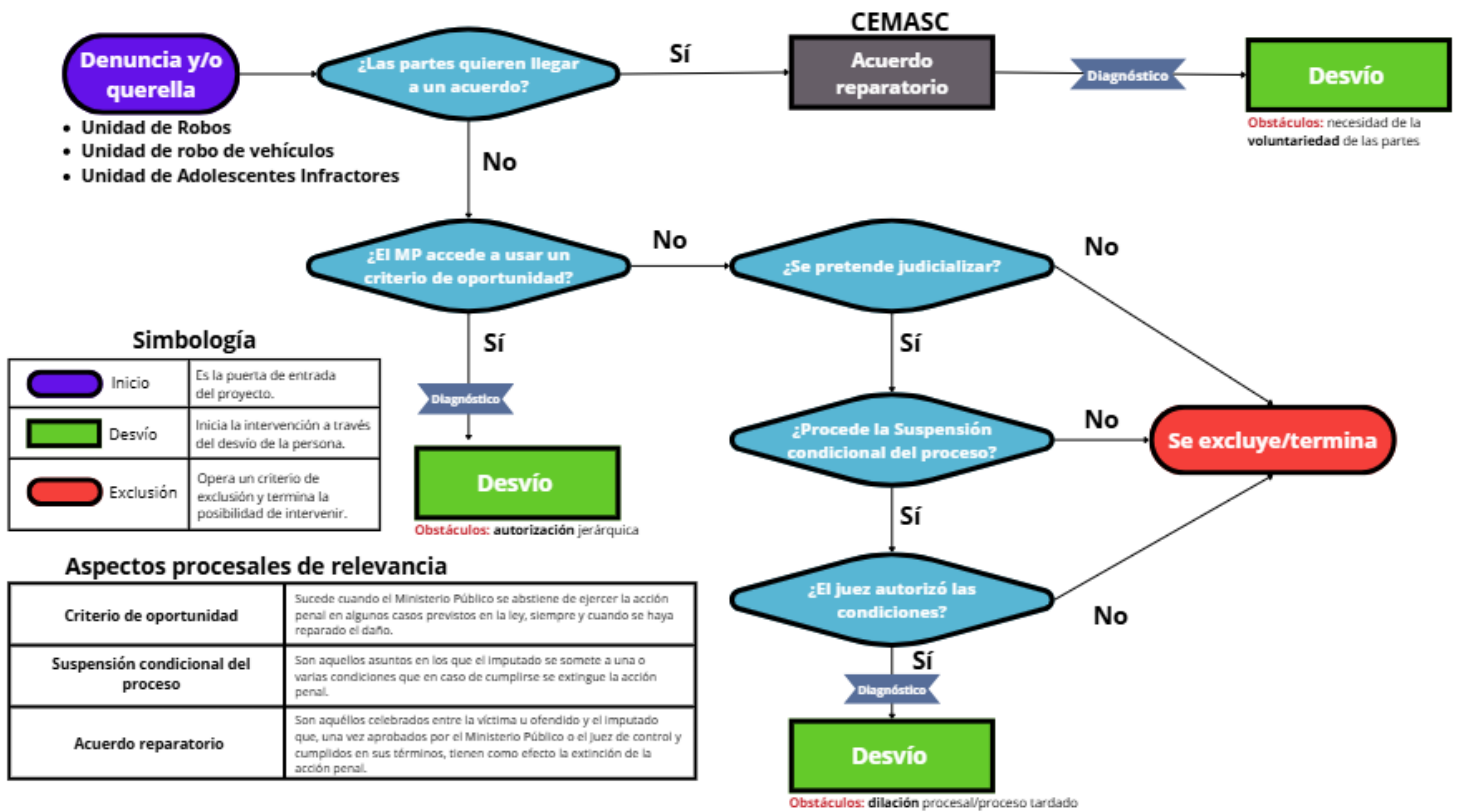 CEMASC
Denuncia y/o
querella
¿Las partes quieren llegar
a un acuerdo?
Sí
Acuerdo
reparatorio
Diagnóstico
Desvío
Obstáculos: necesidad de la
voluntariedad de las partes
• Unidad de Robos
• Unidad de robo de vehículos
• Unidad de Adolescentes Infractores
No
¿El MP accede a usar un
criterio de oportunidad?
No
¿Se pretende judicializar?
No
Sí
Diagnóstico
Desvío
Obstáculos: autorización jerárquica
Sí
¿Procede la Suspensión
condicional del proceso?
No
Se excluye/termina
Sí
¿El juez autorizó las
condiciones?
No
Sí
Diagnóstico
Desvío
Obstáculos: dilación procesal/proceso tardado
Simbología
Inicio
Es la puerta de entrada
del proyecto.
Desvío
Inicia la intervención a través
del desvío de la persona.
Exclusión
Opera un criterio de
exclusión y termina la
posibilidad de intervenir.
Aspectos procesales de relevancia
Criterio de oportunidad
Sucede cuando el Ministerio Público se abstiene de ejercer la acción
penal en algunos casos previstos en la ley, siempre y cuando se haya
reparado el daño.
Suspensión condicional del
proceso
Son aquellos asuntos en los que el imputado se somete a una o
varias condiciones que en caso de cumplirse se extingue la acción
penal.
Acuerdo reparatorio
Son aquéllos celebrados entre la víctima u ofendido y el imputado
que, una vez aprobados por el Ministerio Público o el Juez de control y
cumplidos en sus términos, tienen como efecto la extinción de la
acción penal.